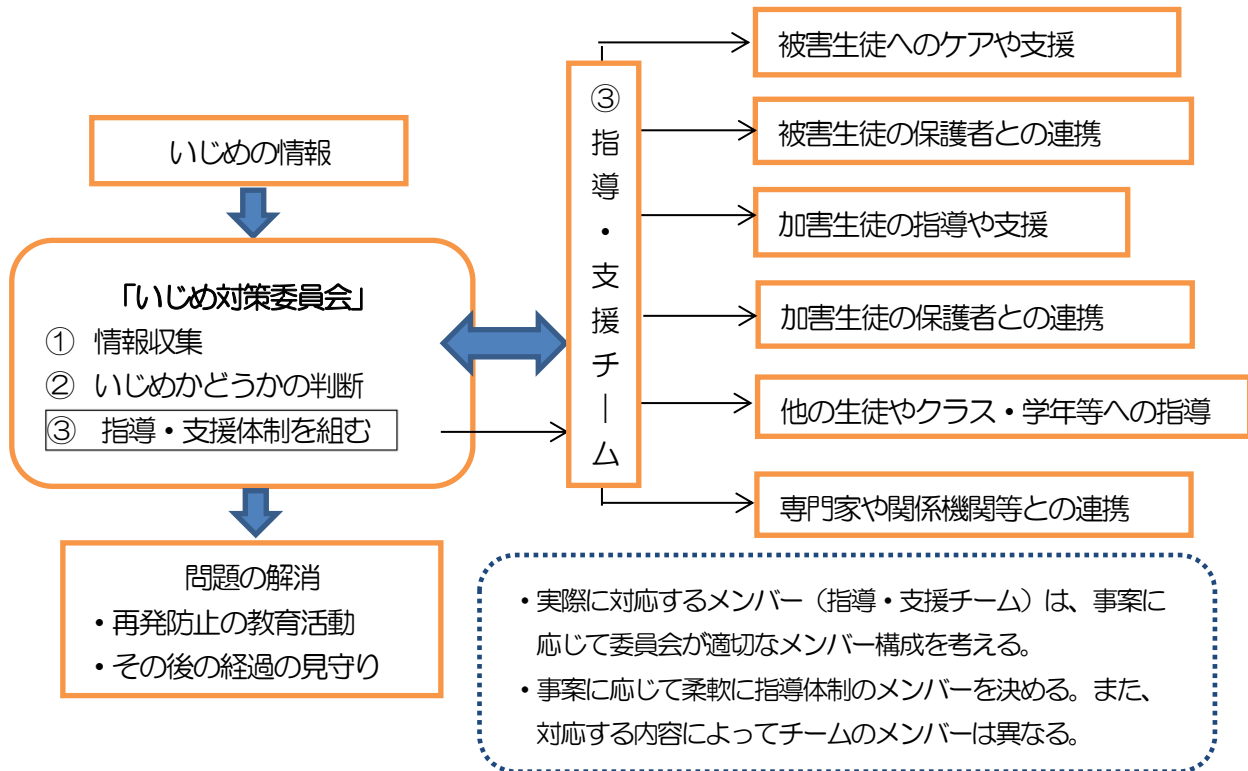 いじめの情報
「いじめ対策委員会」
① 情報収集
② いじめかどうかの判断
③ 指導・支援体制を組む
問題の解消
・再発防止の教育活動
・その後の経過の見守り
③指導・支援チーム
被害生徒へのケアや支援
被害生徒の保護者との連携
加害生徒の指導や支援
加害生徒の保護者との連携
他の生徒やクラス・学年等への指導
専門家や関係機関等との連携
・実際に対応するメンバー（指導・支援チーム）は、事案に
応じて委員会が適切なメンバー構成を考える。
・事案に応じて柔軟に指導体制のメンバーを決める。また、
対応する内容によってチームのメンバーは異なる。